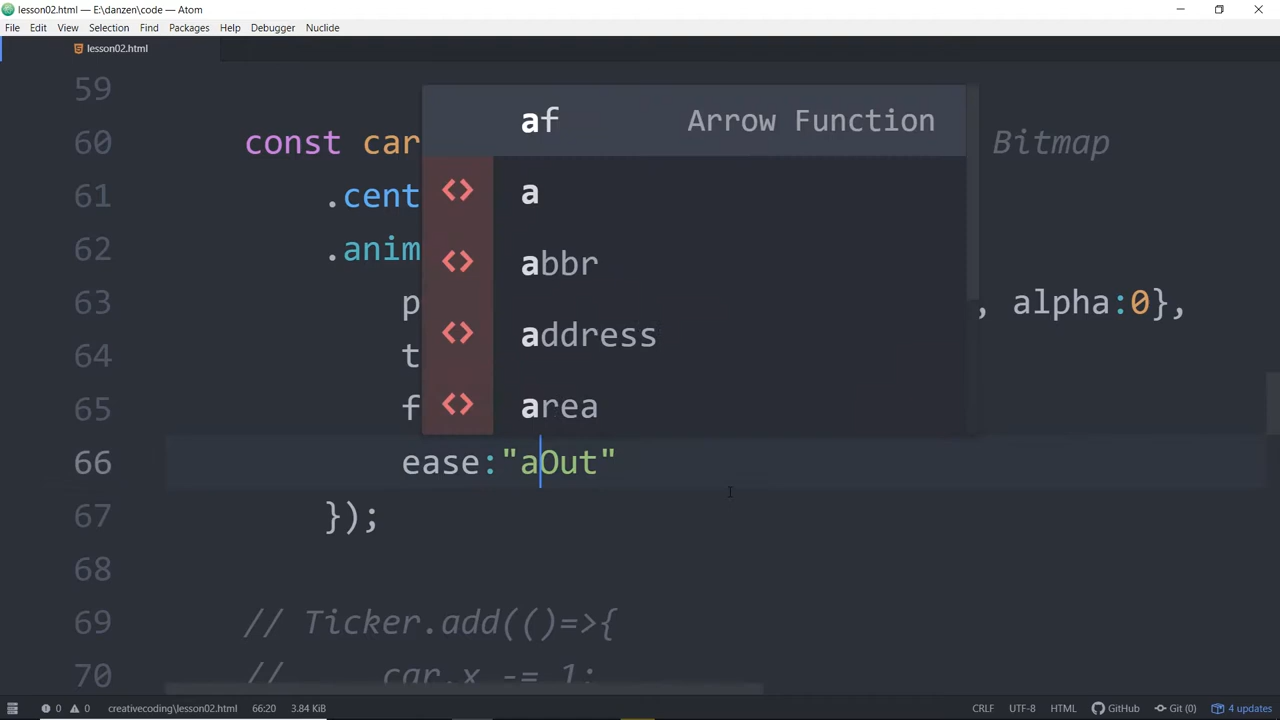 lesson02.html — E:\danzen\code — Atom
File Edit View Selection Find Packages Help Debugger Nuclide
lesson02.html
59
60 const car Bitmap
61 .cent
62 .anim
63 p , alpha:0},
64 t
65 f
66 ease:"aOut"
67 });
68
69 // Ticker.add(()=>{
70 // car.x -= 1;
af Arrow Function
<> a
<> abbr
<> address
<> area
0 0 creativecoding\lesson02.html 66:20 3.84 KiB CRLF UTF-8 HTML GitHub Git (0) 4 updates